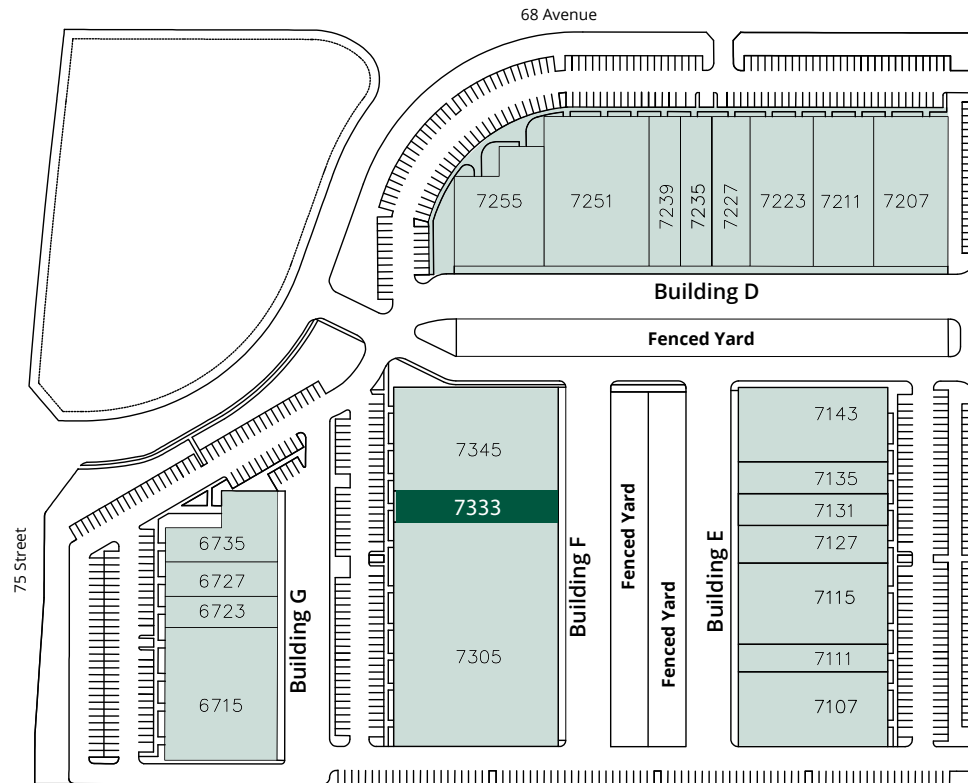 68 Avenue
7255
7251
7239
7235
7227
7223
7211
7207
Building D
Fenced Yard
7345
7333
7305
Building F
Fenced Yard
Fenced Yard
Building E
7143
7135
7131
7127
7115
7111
7107
75 Street
6735
6727
6723
6715
Building G